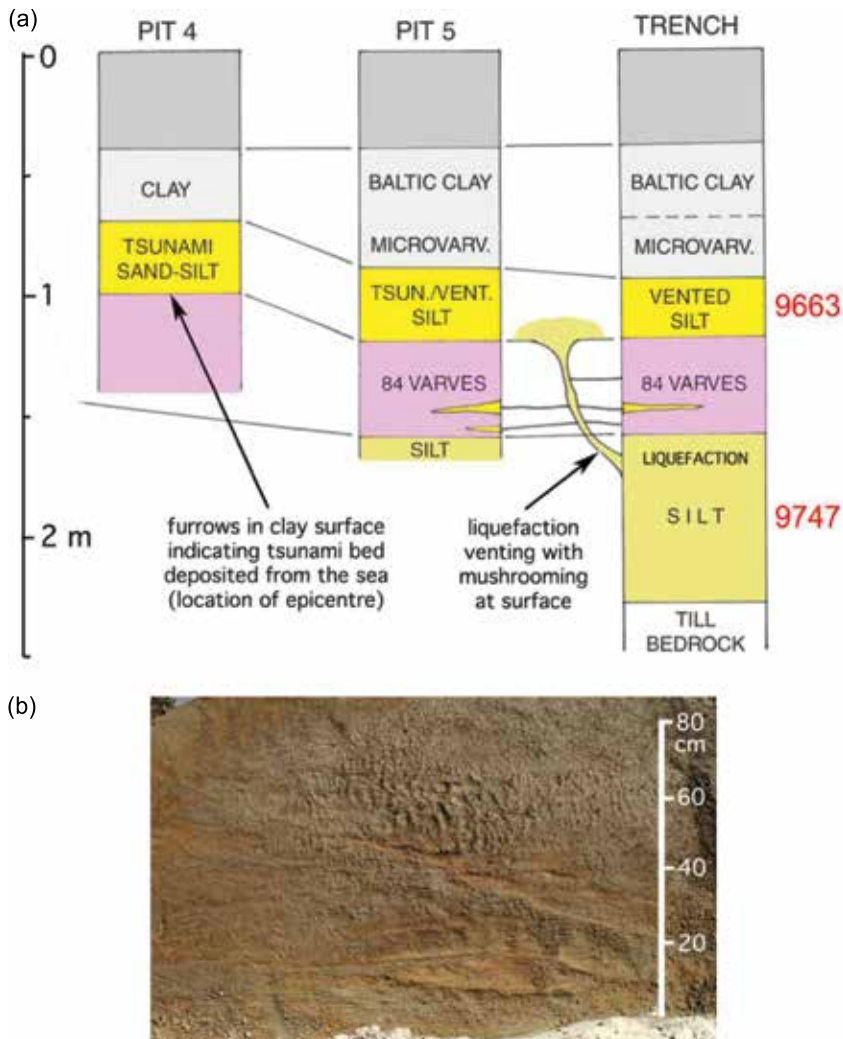 (a)
PIT 4
PIT 5
TRENCH
0
1
2 m
CLAY
TSUNAMI
SAND-SILT
BALTIC CLAY
MICROVARV.
TSUN./VENT.
SILT
84 VARVES
SILT
BALTIC CLAY
MICROVARV.
VENTED
SILT
9663
84 VARVES
LIQUEFACTION
SILT
9747
TILL
BEDROCK
furrows in clay surface
indicating tsunami bed
deposited from the sea
(location of epicentre)
liquefaction
venting with
mushrooming
at surface
(b)
80
cm
60
40
20